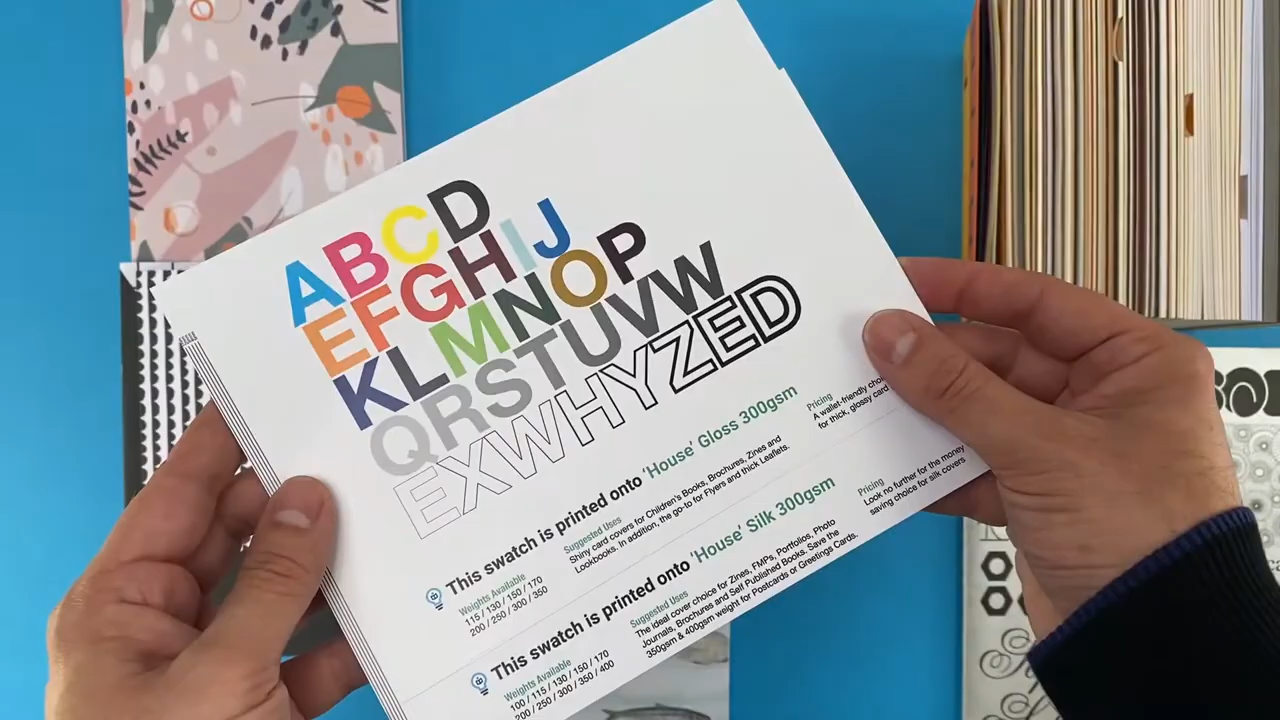 ABCD
EFGHIJ
KLMNOP
QRSTUVW
EXWHYZED
This swatch is printed onto 'House' Gloss 300gsm
Weights Available
115 / 130 / 150 / 170
200 / 250 / 300 / 350
Suggested Uses
Shiny card covers for Children's Books, Brochures, Zines and
Lookbooks. In addition, the go-to for Flyers and thick Leaflets.
Pricing
A wallet-friendly
for thick, glossy card
This swatch is printed onto 'House' Silk 300gsm
Weights Available
100 / 115 / 130 / 150 / 170
200 / 250 / 300 / 350 / 400
Suggested Uses
The ideal cover choice for Zines, FMPs, Portfolios, Photo
Journals, Brochures and Self Published Books. Save the
350gsm & 400gsm weight for Postcards or Greetings Cards.
Pricing
Look no further for the money
saving choice for silk covers